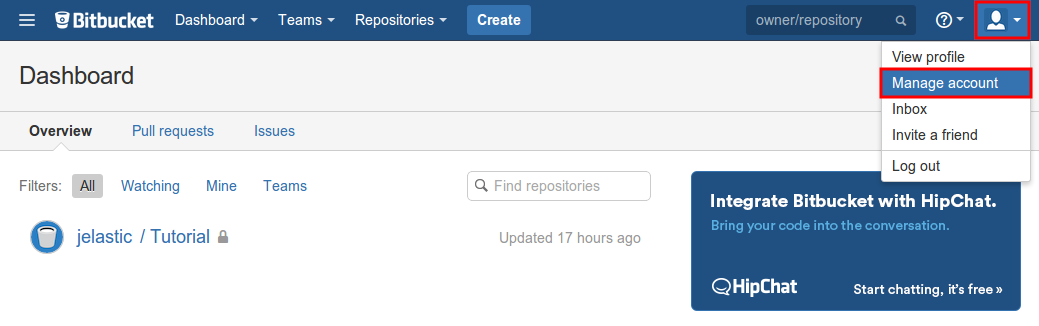 Bitbucket Dashboard Teams Repositories Create owner/repository
View profile
Manage account
Inbox
Invite a friend
Log out
Dashboard
Overview Pull requests Issues
Filters: All Watching Mine Teams Find repositories
jelastic / Tutorial Updated 17 hours ago
Integrate Bitbucket with HipChat.
Bring your code into the conversation.
HipChat Start chatting, it's free »